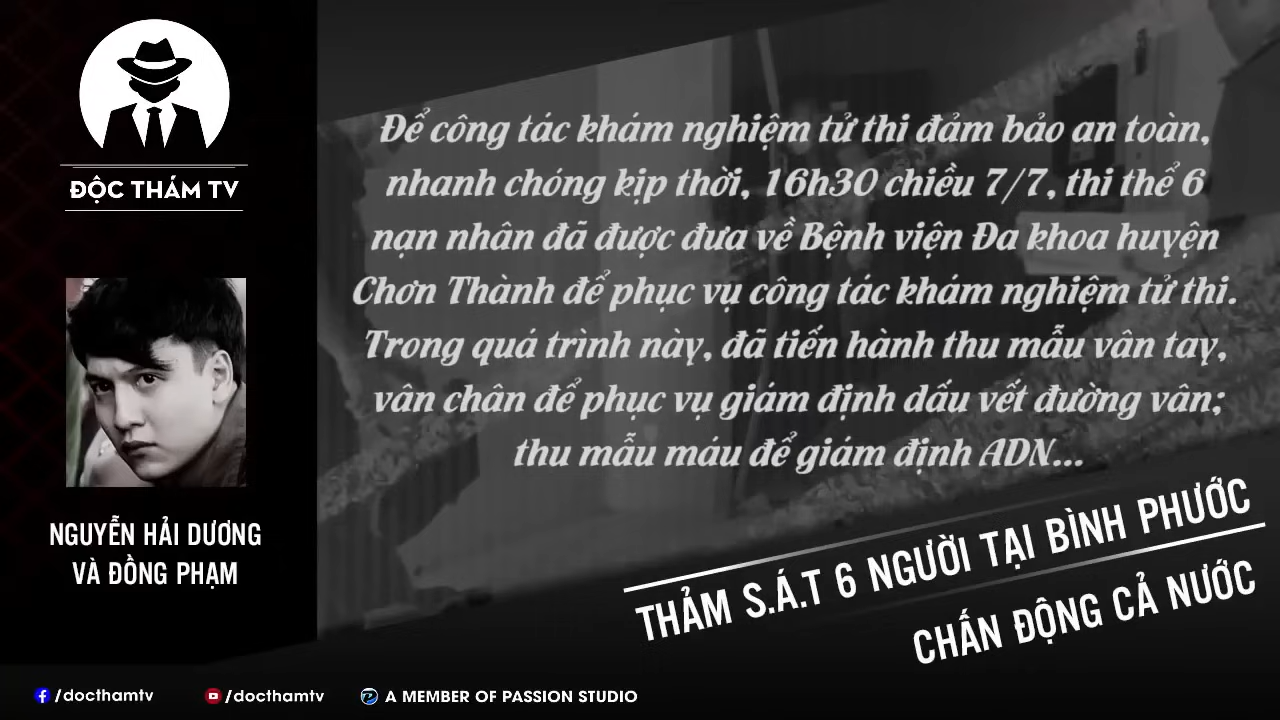 ĐỘC THÁM TV
NGUYỄN HẢI DƯƠNG
VÀ ĐỒNG PHẠM
Để công tác khám nghiệm tử thi đảm bảo an toàn,
nhanh chóng kịp thời, 16h30 chiều 7/7, thi thể 6
nạn nhân đã được đưa về Bệnh viện Đa khoa huyện
Chơn Thành để phục vụ công tác khám nghiệm tử thi.
Trong quá trình này, đã tiến hành thu mẫu vân tay,
vân chân để phục vụ giám định dấu vết đường vân;
thu mẫu máu để giám định ADN...
THẢM S.Á.T 6 NGƯỜI TẠI BÌNH PHƯỚC
CHẤN ĐỘNG CẢ NƯỚC
/docthamtv
/docthamtv
A MEMBER OF PASSION STUDIO